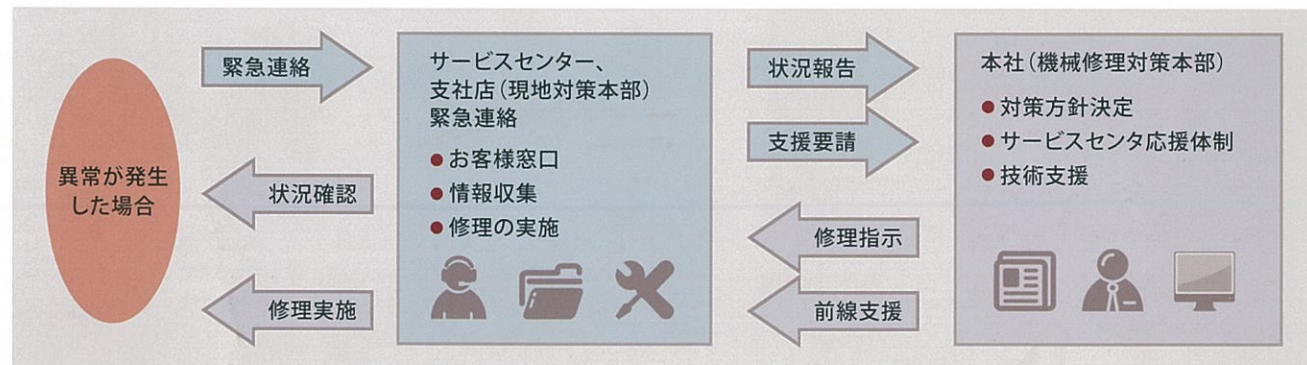 異常が発生
した場合
緊急連絡
状況確認
修理実施
サービスセンター、
支社店（現地対策本部）
緊急連絡
●お客様窓口
●情報収集
●修理の実施
状況報告
支援要請
修理指示
前線支援
本社（機械修理対策本部）
●対策方針決定
●サービスセンタ応援体制
●技術支援